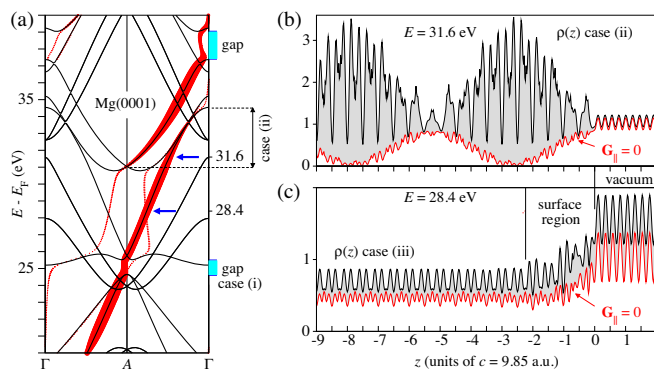 (a)
gap
Mg(0001)
35
case (ii)
31.6
28.4
25
gap
case (i)
E - E_F (eV)
Γ
A
Γ
(b)
E = 31.6 eV
ρ(z) case (ii)
3
2
1
0
G_∥ = 0
(c)
E = 28.4 eV
surface
region
vacuum
ρ(z) case (iii)
1
0
G_∥ = 0
-9 -8 -7 -6 -5 -4 -3 -2 -1 0 1 2
z (units of c = 9.85 a.u.)